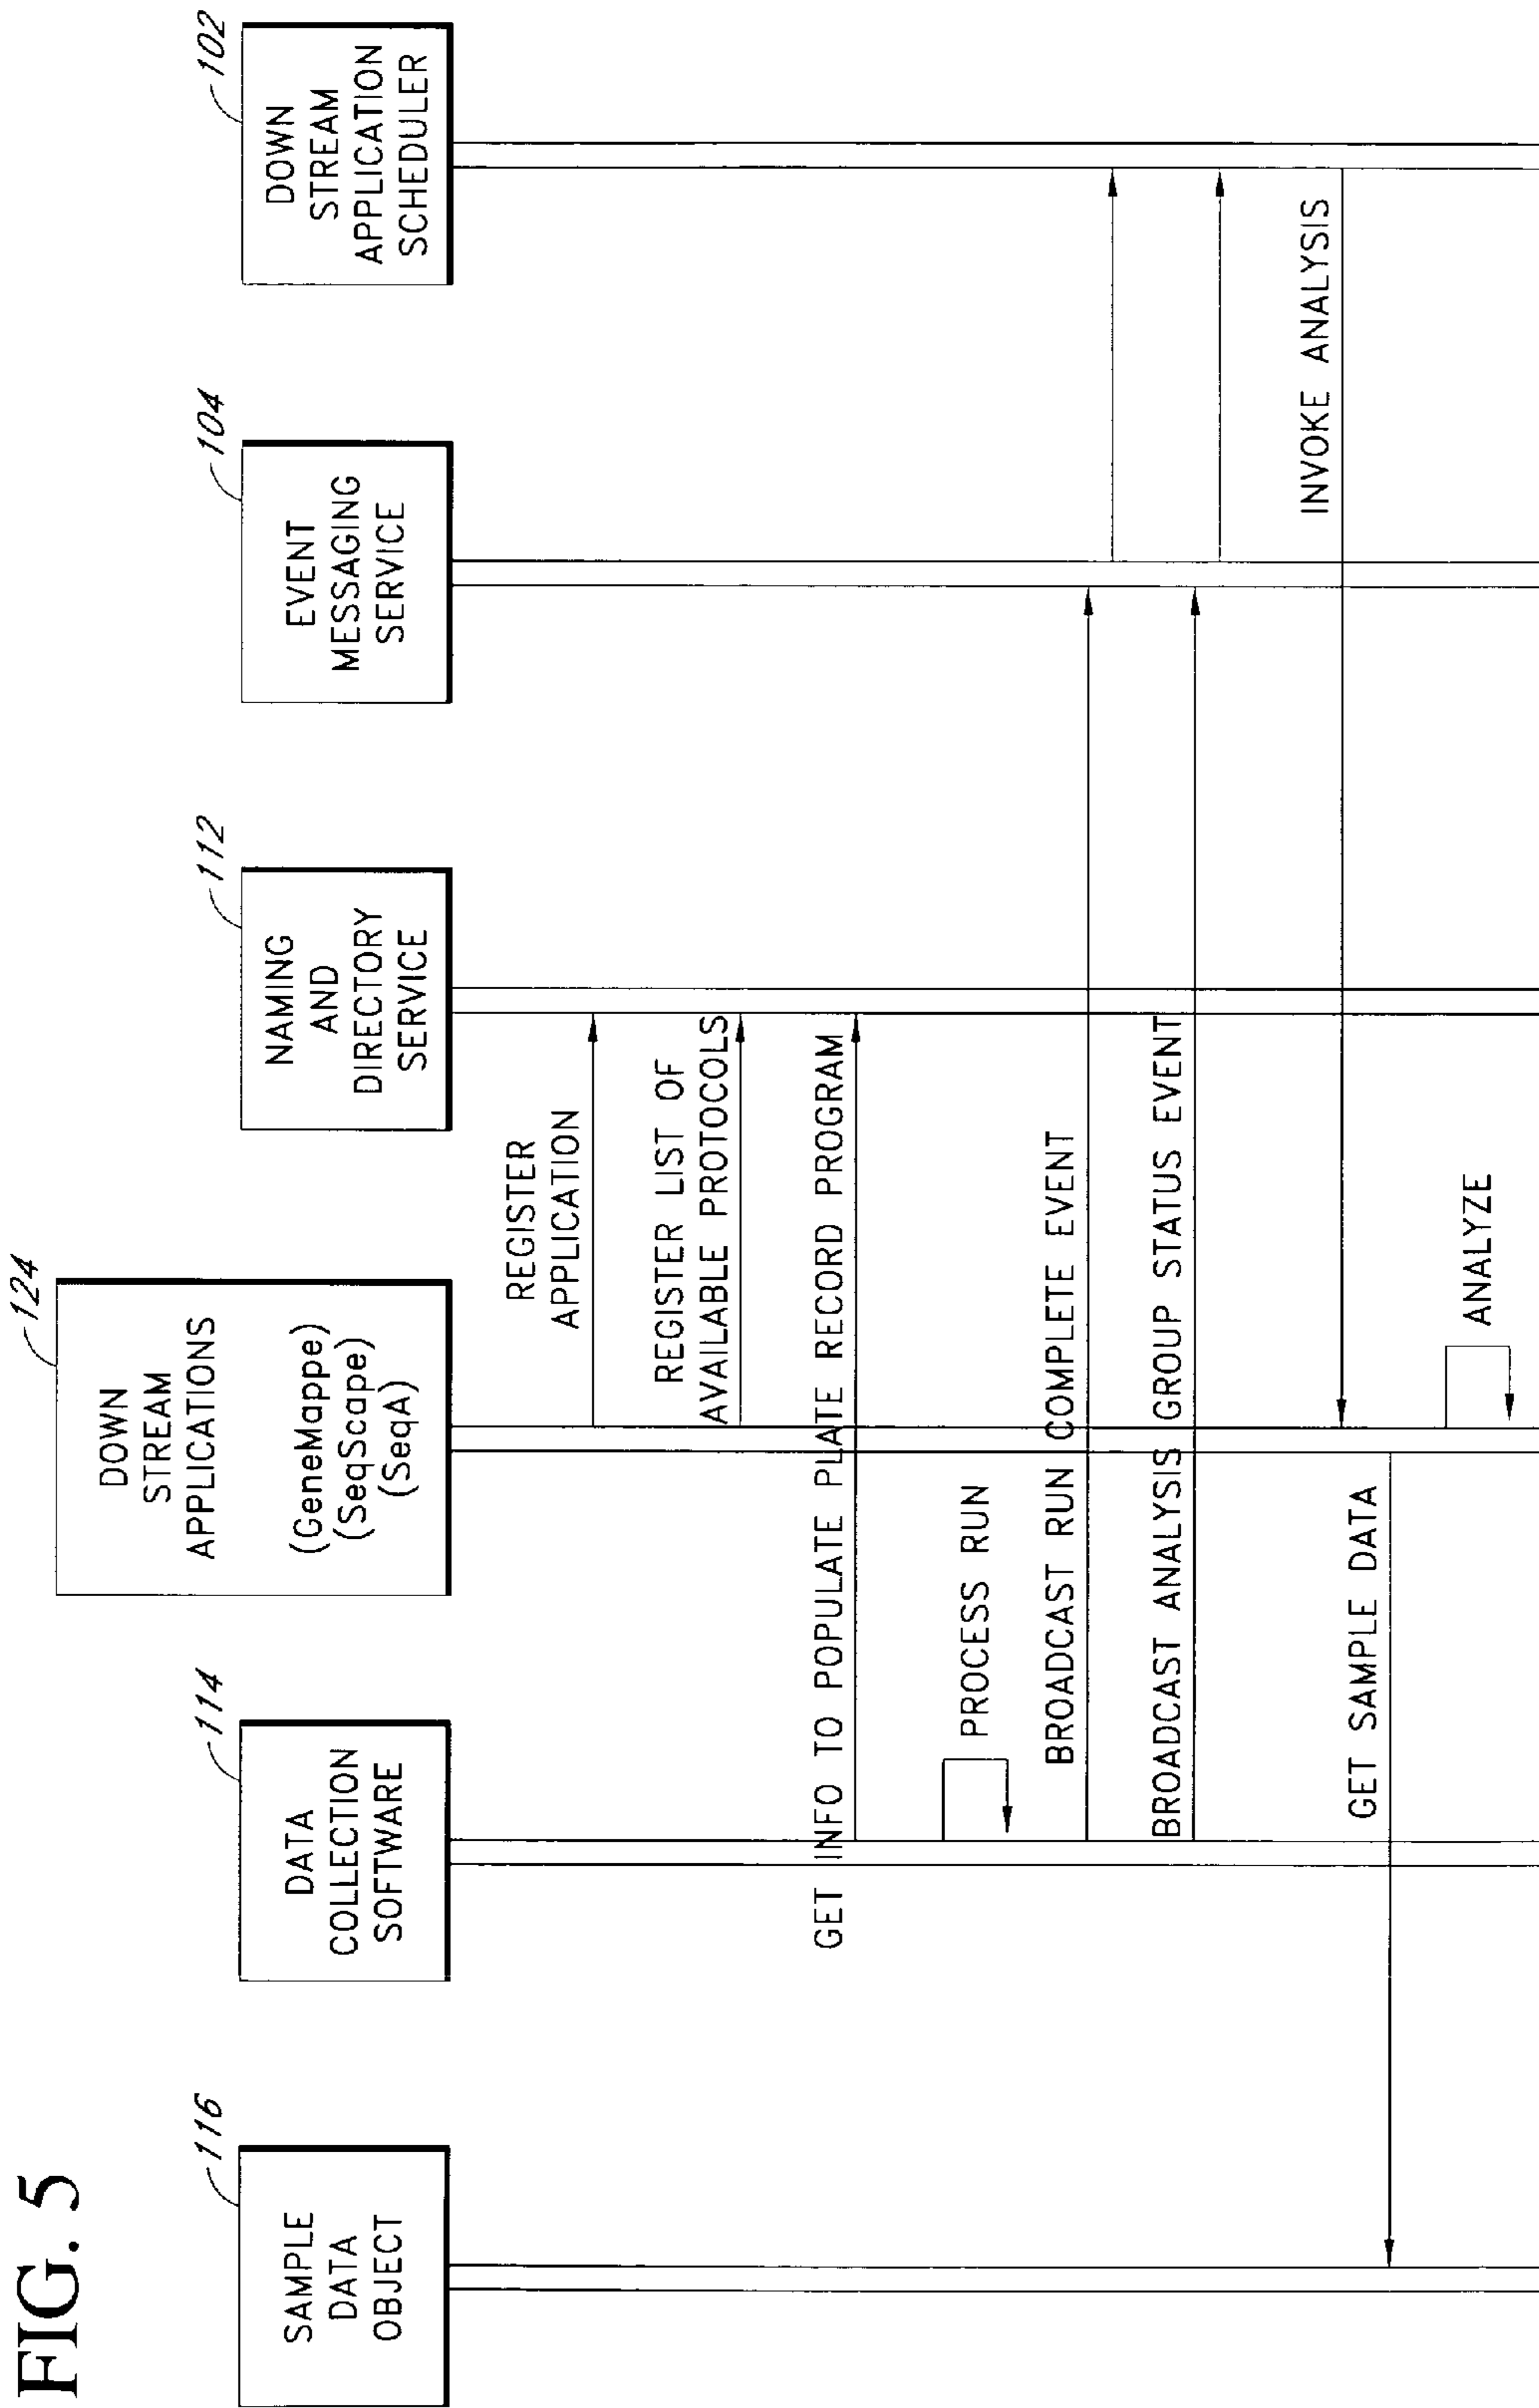 FIG. 5
116
SAMPLE
DATA
OBJECT
114
DATA
COLLECTION
SOFTWARE
124
DOWN
STREAM
APPLICATIONS
(GeneMappe)
(SeqScape)
(SeqA)
112
NAMING
AND
DIRECTORY
SERVICE
104
EVENT
MESSAGING
SERVICE
102
DOWN
STREAM
APPLICATION
SCHEDULER
REGISTER
APPLICATION
REGISTER LIST OF
AVAILABLE PROTOCOLS
GET INFO TO POPULATE PLATE RECORD PROGRAM
PROCESS RUN
BROADCAST RUN COMPLETE EVENT
BROADCAST ANALYSIS GROUP STATUS EVENT
INVOKE ANALYSIS
GET SAMPLE DATA
ANALYZE